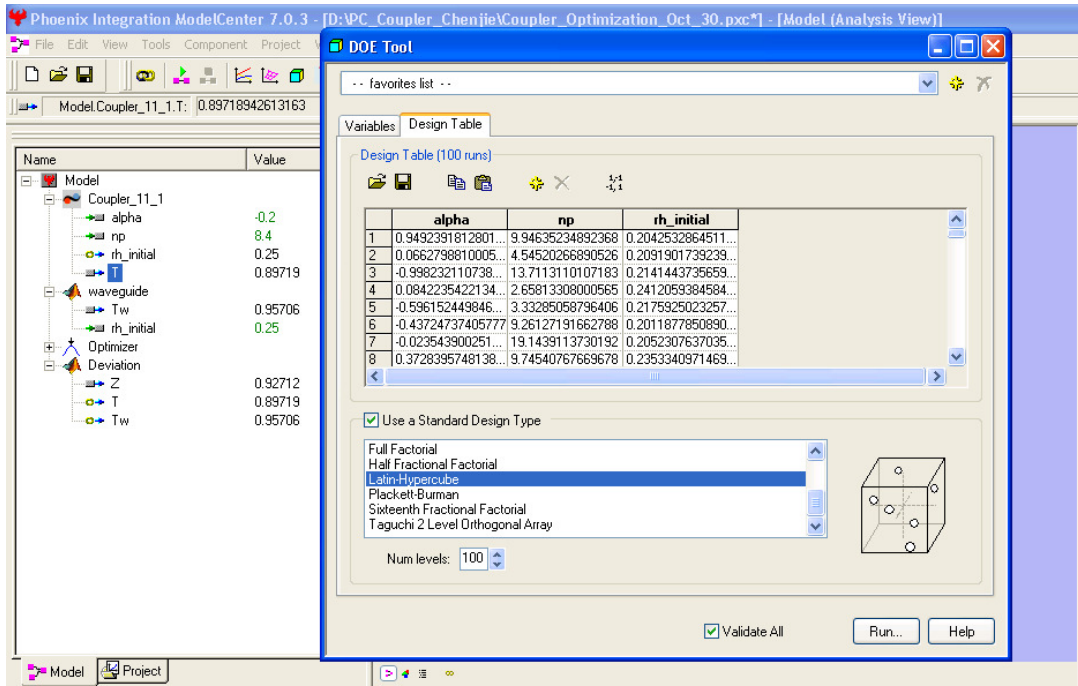 Phoenix Integration ModelCenter 7.0.3 - [D:\PC_Coupler_Chenjie\Coupler_Optimization_Oct_30.pxc*] - [Model (Analysis View)]
File Edit View Tools Component Project
Model.Coupler_11_1.T: 0.89718942613163
Name Value
Model
Coupler_11_1
alpha -0.2
np 8.4
rh_initial 0.25
T 0.89719
waveguide
Tw 0.95706
rh_initial 0.25
Optimizer
Deviation
Z 0.92712
T 0.89719
Tw 0.95706
Model Project
DOE Tool
-- favorites list --
Variables Design Table
Design Table (100 runs)
alpha np rh_initial
1 0.9492391812801... 9.94635234892368 0.2042532864511...
2 0.0662798810005... 4.54520266890526 0.2091901739239...
3 -0.998232110738... 13.7113110107183 0.2141443735659...
4 0.0842235422134... 2.65813308000565 0.2412059384584...
5 -0.596152449846... 3.33285058796406 0.2175925023257...
6 -0.43724737405777 9.26127191662788 0.2011877850890...
7 -0.023543900251... 19.1439113730192 0.2052307637035...
8 0.3728395748138... 9.74540767669678 0.2353340971469...
Use a Standard Design Type
Full Factorial
Half Fractional Factorial
Latin-Hypercube
Plackett-Burman
Sixteenth Fractional Factorial
Taguchi 2 Level Orthogonal Array
Num levels: 100
Validate All Run... Help